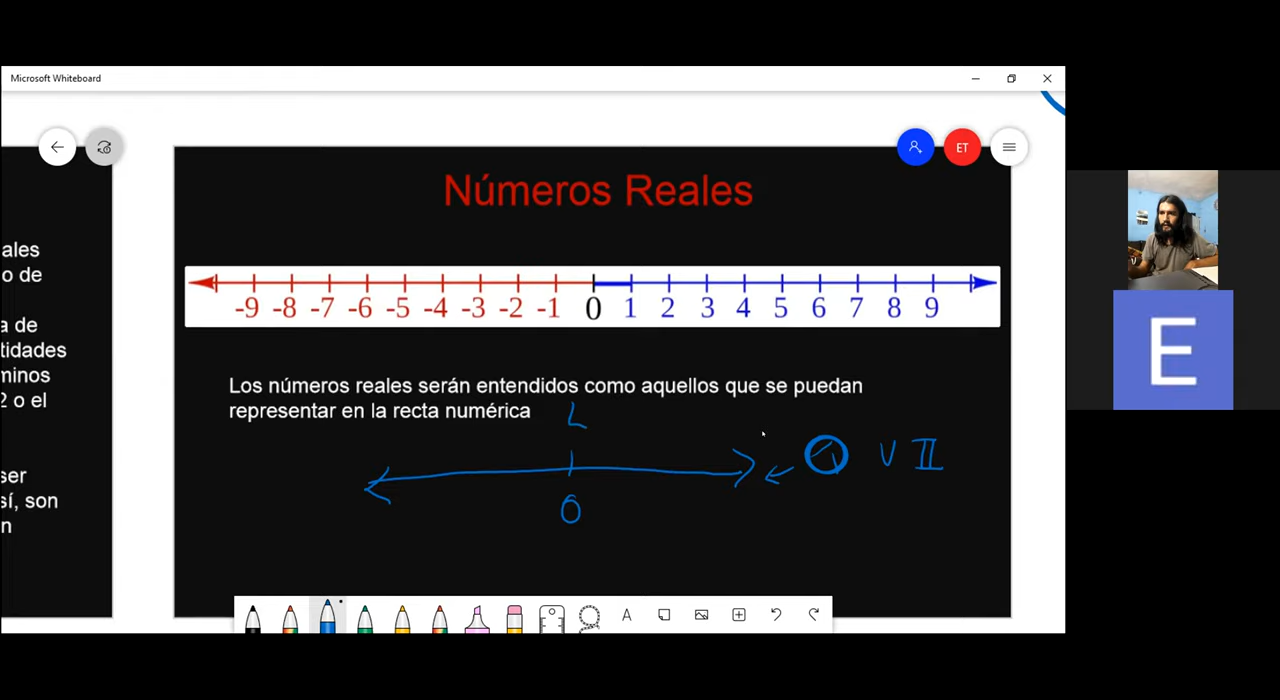 Microsoft Whiteboard
ET
Números Reales
-9 -8 -7 -6 -5 -4 -3 -2 -1 0 1 2 3 4 5 6 7 8 9
Los números reales serán entendidos como aquellos que se puedan
representar en la recta numérica
L
0
Q V II
ales
o de
a de
tidades
minos
2 o el
ser
sí, son
n
A
E